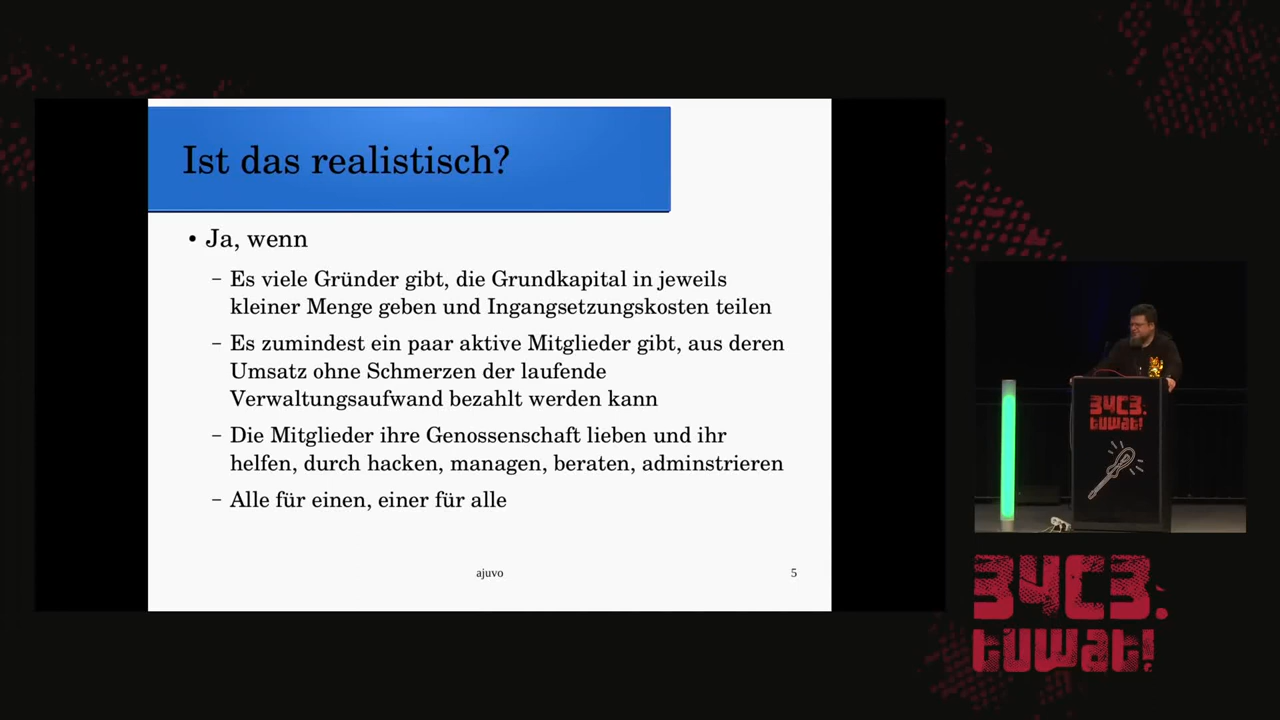 Ist das realistisch?
• Ja, wenn
– Es viele Gründer gibt, die Grundkapital in jeweils
kleiner Menge geben und Ingangsetzungskosten teilen
– Es zumindest ein paar aktive Mitglieder gibt, aus deren
Umsatz ohne Schmerzen der laufende
Verwaltungsaufwand bezahlt werden kann
– Die Mitglieder ihre Genossenschaft lieben und ihr
helfen, durch hacken, managen, beraten, adminstrieren
– Alle für einen, einer für alle
ajuvo
5
34C3.
tuwat!
34C3.
tuwat!